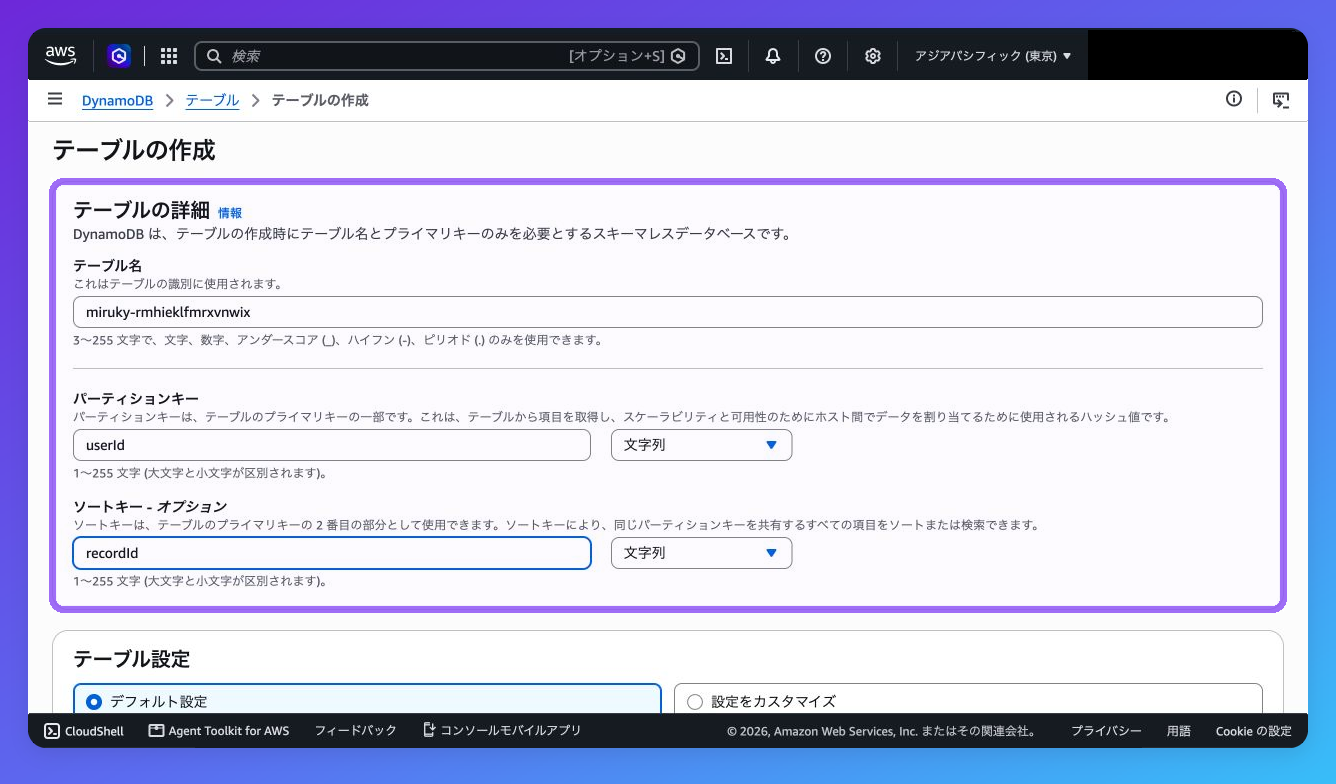 aws
検索 [オプション+S]
アジアパシフィック (東京)
DynamoDB テーブル テーブルの作成
テーブルの作成
テーブルの詳細 情報
DynamoDB は、テーブルの作成時にテーブル名とプライマリキーのみを必要とするスキーマレスデータベースです。
テーブル名
これはテーブルの識別に使用されます。
miruky-rmhieklfmrxvnwix
3～255 文字で、文字、数字、アンダースコア (_)、ハイフン (-)、ピリオド (.) のみを使用できます。
パーティションキー
パーティションキーは、テーブルのプライマリキーの一部です。これは、テーブルから項目を取得し、スケーラビリティと可用性のためにホスト間でデータを割り当てるために使用されるハッシュ値です。
userId 文字列
1～255 文字 (大文字と小文字が区別されます)。
ソートキー - オプション
ソートキーは、テーブルのプライマリキーの 2 番目の部分として使用できます。ソートキーにより、同じパーティションキーを共有するすべての項目をソートまたは検索できます。
recordId 文字列
1～255 文字 (大文字と小文字が区別されます)。
テーブル設定
デフォルト設定 設定をカスタマイズ
CloudShell Agent Toolkit for AWS フィードバック コンソールモバイルアプリ © 2026, Amazon Web Services, Inc. またはその関連会社。 プライバシー 用語 Cookie の設定